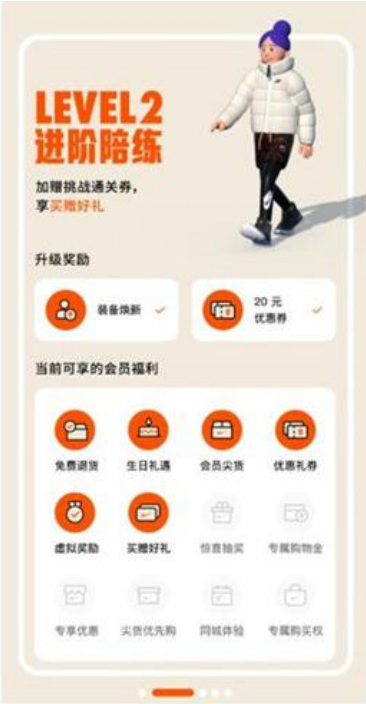 LEVEL2
进阶陪练
加赠挑战通关券，
享买赠好礼
升级奖励
装备焕新
20 元
优惠券
当前可享的会员福利
免费退货
生日礼遇
会员尖货
优惠礼券
虚拟奖励
买赠好礼
惊喜抽奖
专属购物金
专享优惠
尖货优先购
同城体验
专属购买权